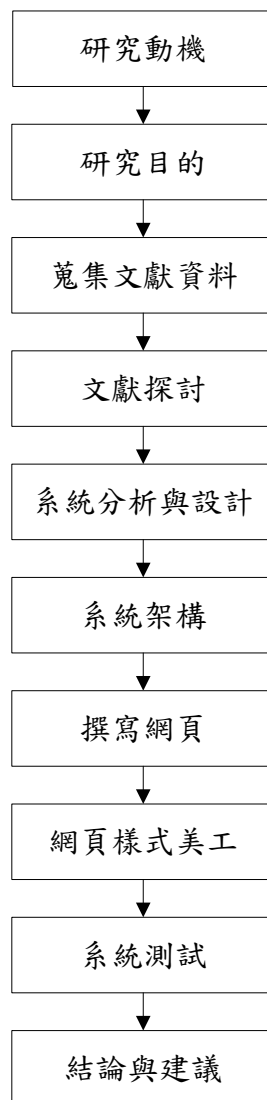 研究動機
研究目的
蒐集文獻資料
文獻探討
系統分析與設計
系統架構
撰寫網頁
網頁樣式美工
系統測試
結論與建議